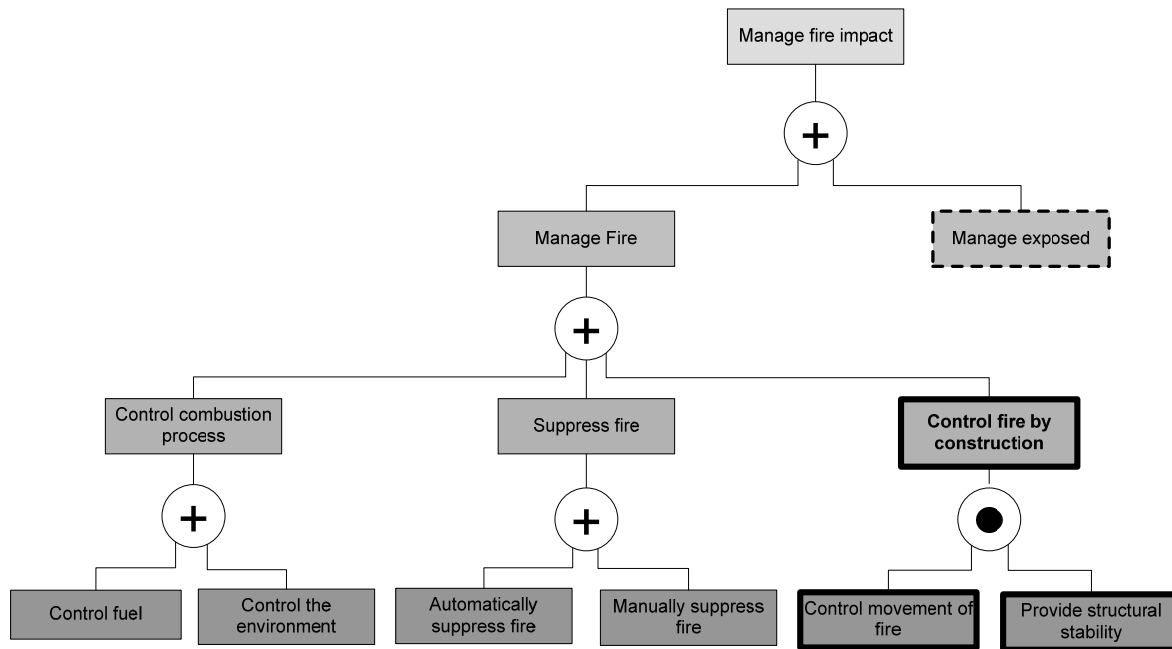 Manage fire impact
+
Manage Fire
Manage exposed
+
Control combustion
process
Suppress fire
Control fire by
construction
+
+
Control fuel
Control the
environment
Automatically
suppress fire
Manually suppress
fire
Control movement of
fire
Provide structural
stability